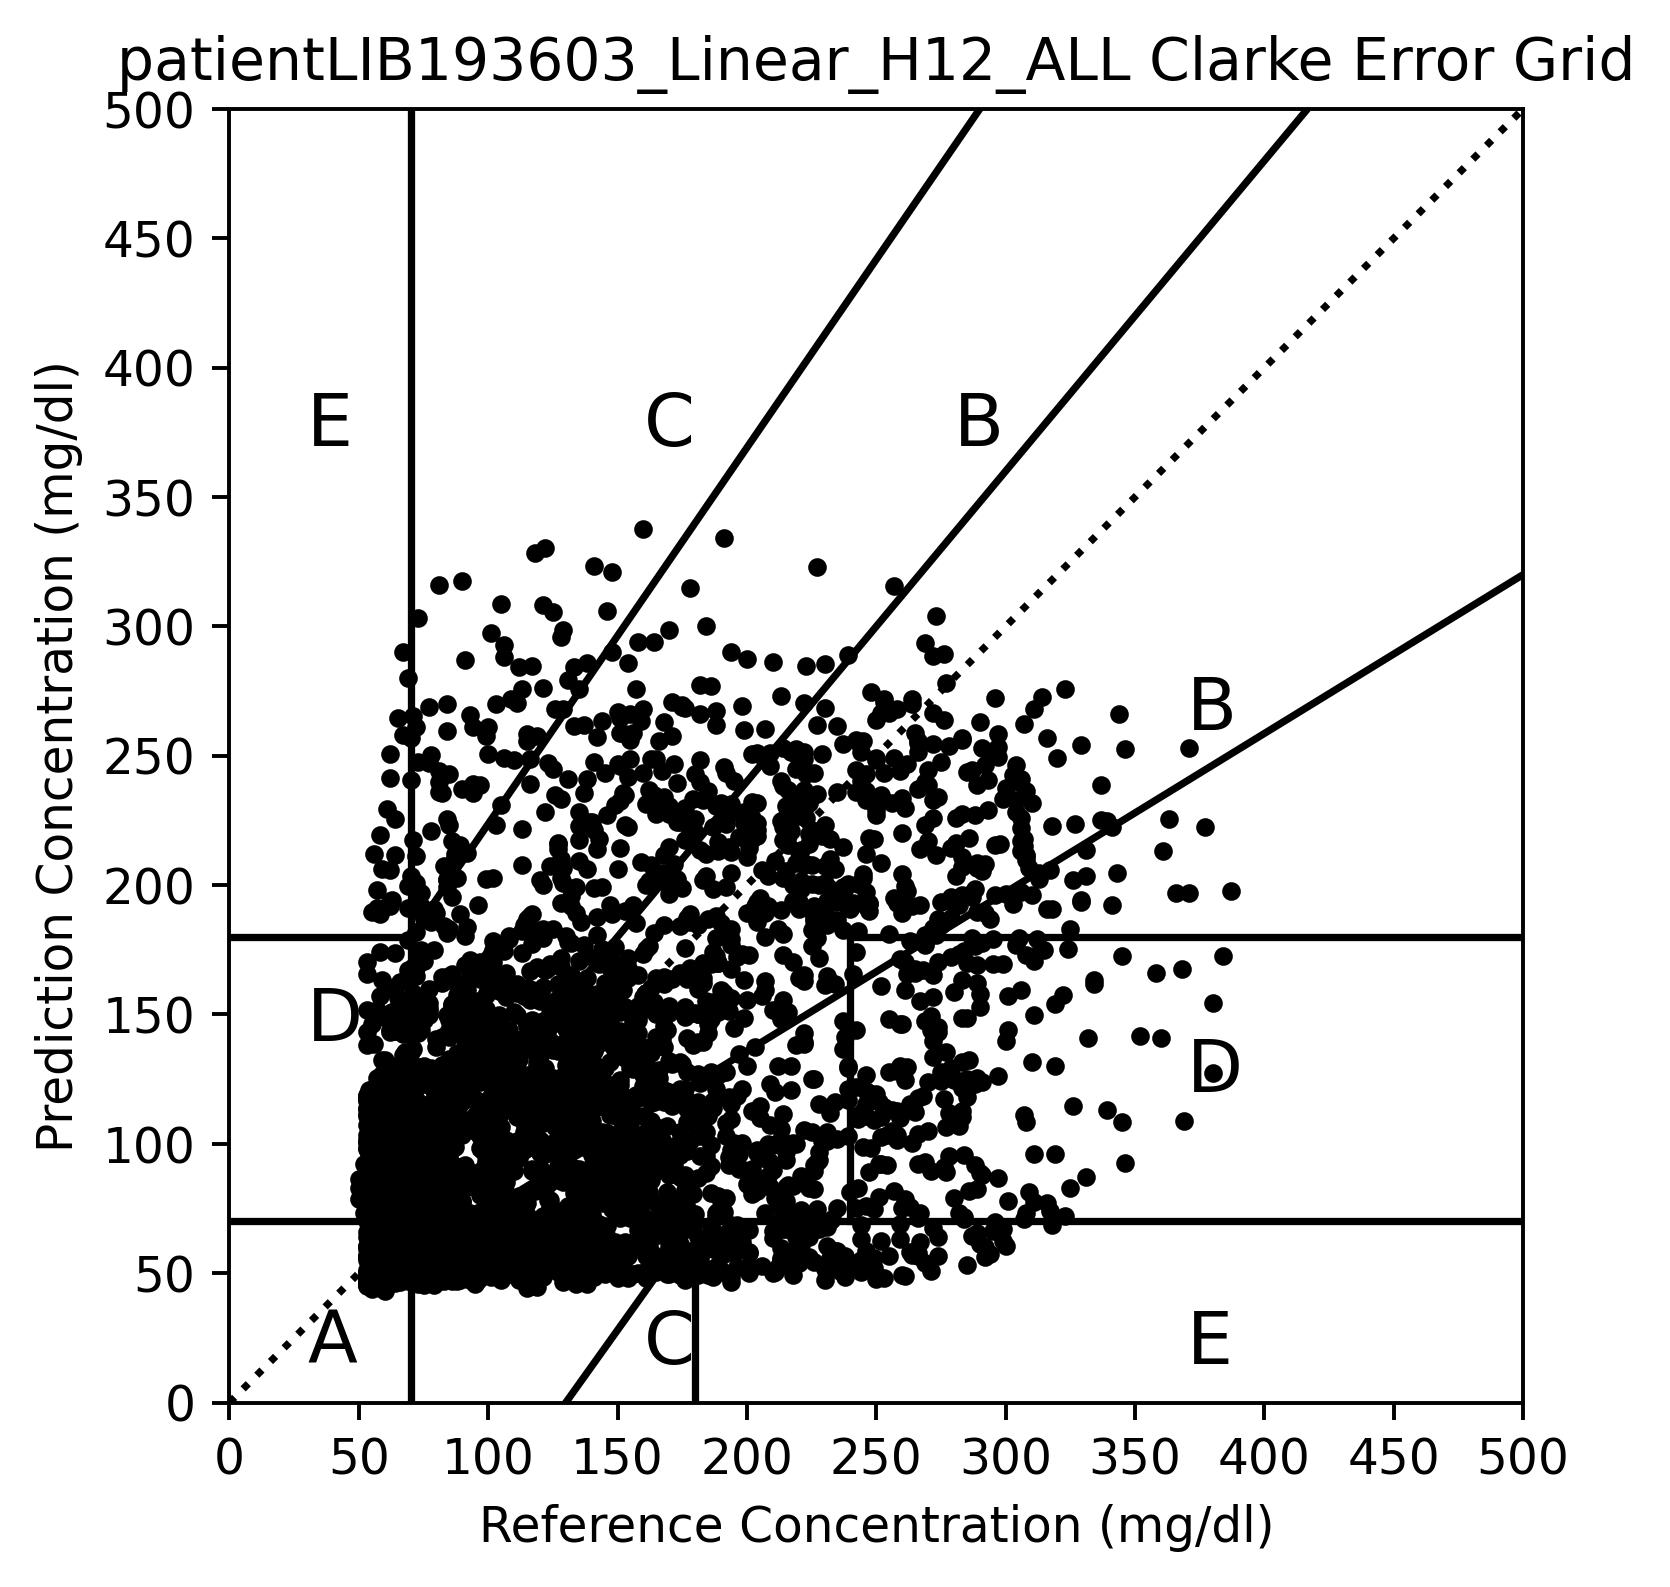 patientLIB193603_Linear_H12_ALL Clarke Error Grid
500
450
400
350
300
250
200
150
100
50
0
Prediction Concentration (mg/dl)
E
C
B
B
D
D
A
C
E
0 50 100 150 200 250 300 350 400 450 500
Reference Concentration (mg/dl)